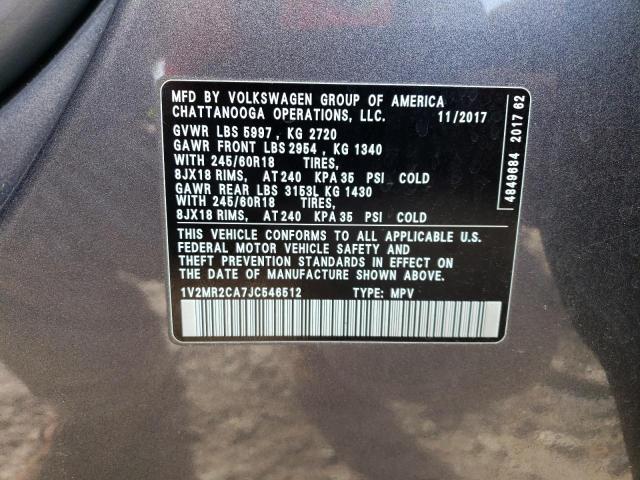 MFD BY VOLKSWAGEN GROUP OF AMERICA
CHATTANOOGA OPERATIONS, LLC. 11/2017
GVWR LBS 5997 , KG 2720
GAWR FRONT LBS 2954 , KG 1340
WITH 245/60R18 TIRES,
8JX18 RIMS, AT 240 KPA 35 PSI COLD
GAWR REAR LBS 3153L KG 1430
WITH 245/60R18 TIRES,
8JX18 RIMS, AT 240 KPA 35 PSI COLD
THIS VEHICLE CONFORMS TO ALL APPLICABLE U.S.
FEDERAL MOTOR VEHICLE SAFETY AND
THEFT PREVENTION STANDARDS IN EFFECT ON
THE DATE OF MANUFACTURE SHOWN ABOVE.
1V2MR2CA7JC546512 TYPE: MPV
4849684 2017 62